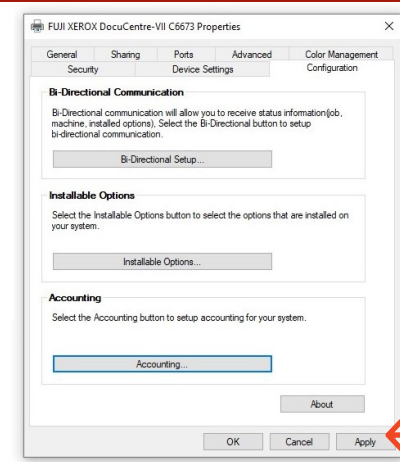 FUJI XEROX DocuCentre-VII C6673 Properties
General Sharing Ports Advanced Color Management
Security Device Settings Configuration
Bi-Directional Communication
Bi-Directional communication will allow you to receive status information(job,
machine, installed options), Select the Bi-Directional button to setup
bi-directional communication.
Bi-Directional Setup...
Installable Options
Select the Installable Options button to select the options that are installed on
your system.
Installable Options...
Accounting
Select the Accounting button to setup accounting for your system.
Accounting...
About
OK Cancel Apply